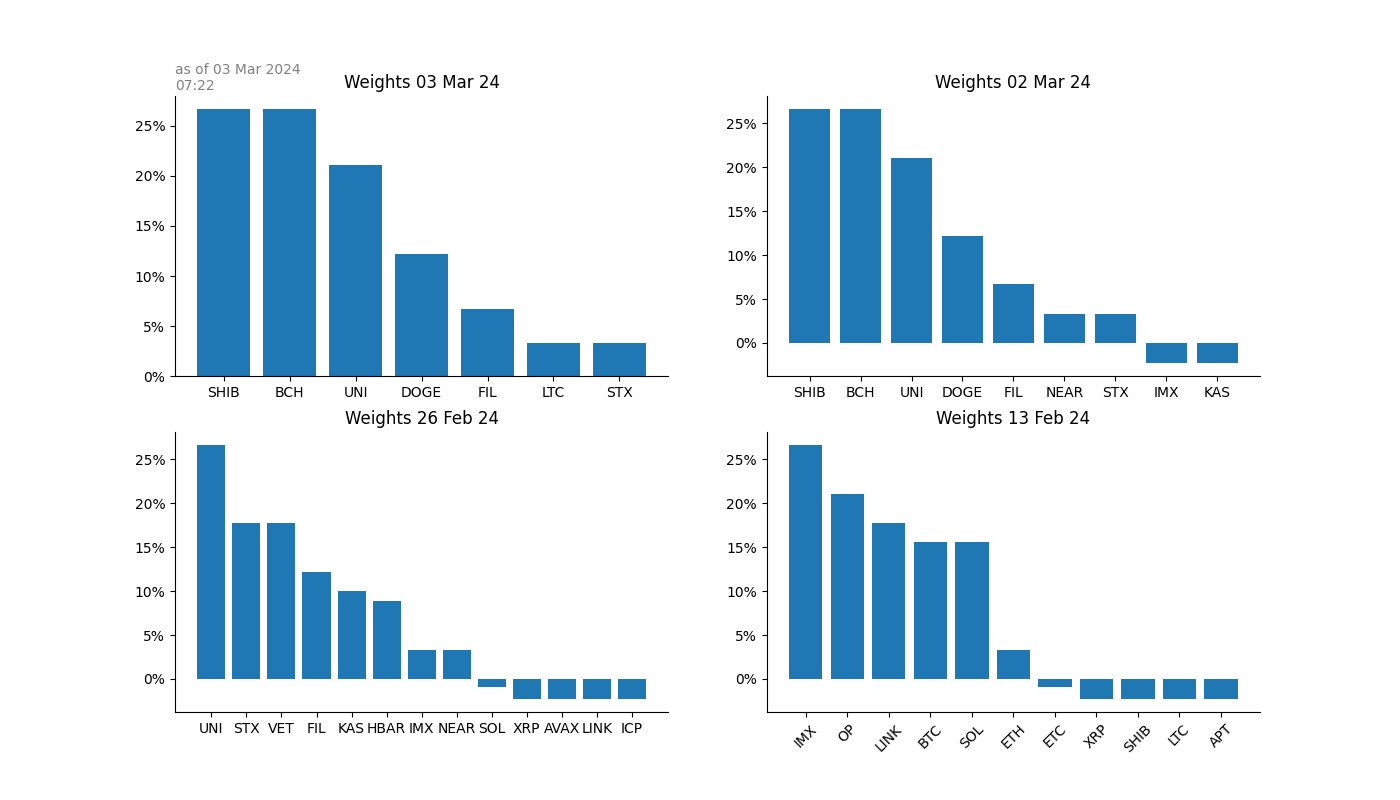 as of 03 Mar 2024
07:22
Weights 03 Mar 24
25%
20%
15%
10%
5%
0%
SHIB BCH UNI DOGE FIL LTC STX
Weights 02 Mar 24
25%
20%
15%
10%
5%
0%
SHIB BCH UNI DOGE FIL NEAR STX IMX KAS
Weights 26 Feb 24
25%
20%
15%
10%
5%
0%
UNI STX VET FIL KAS HBAR IMX NEAR SOL XRP AVAX LINK ICP
Weights 13 Feb 24
25%
20%
15%
10%
5%
0%
IMX OP LINK BTC SOL ETH ETC XRP SHIB LTC APT